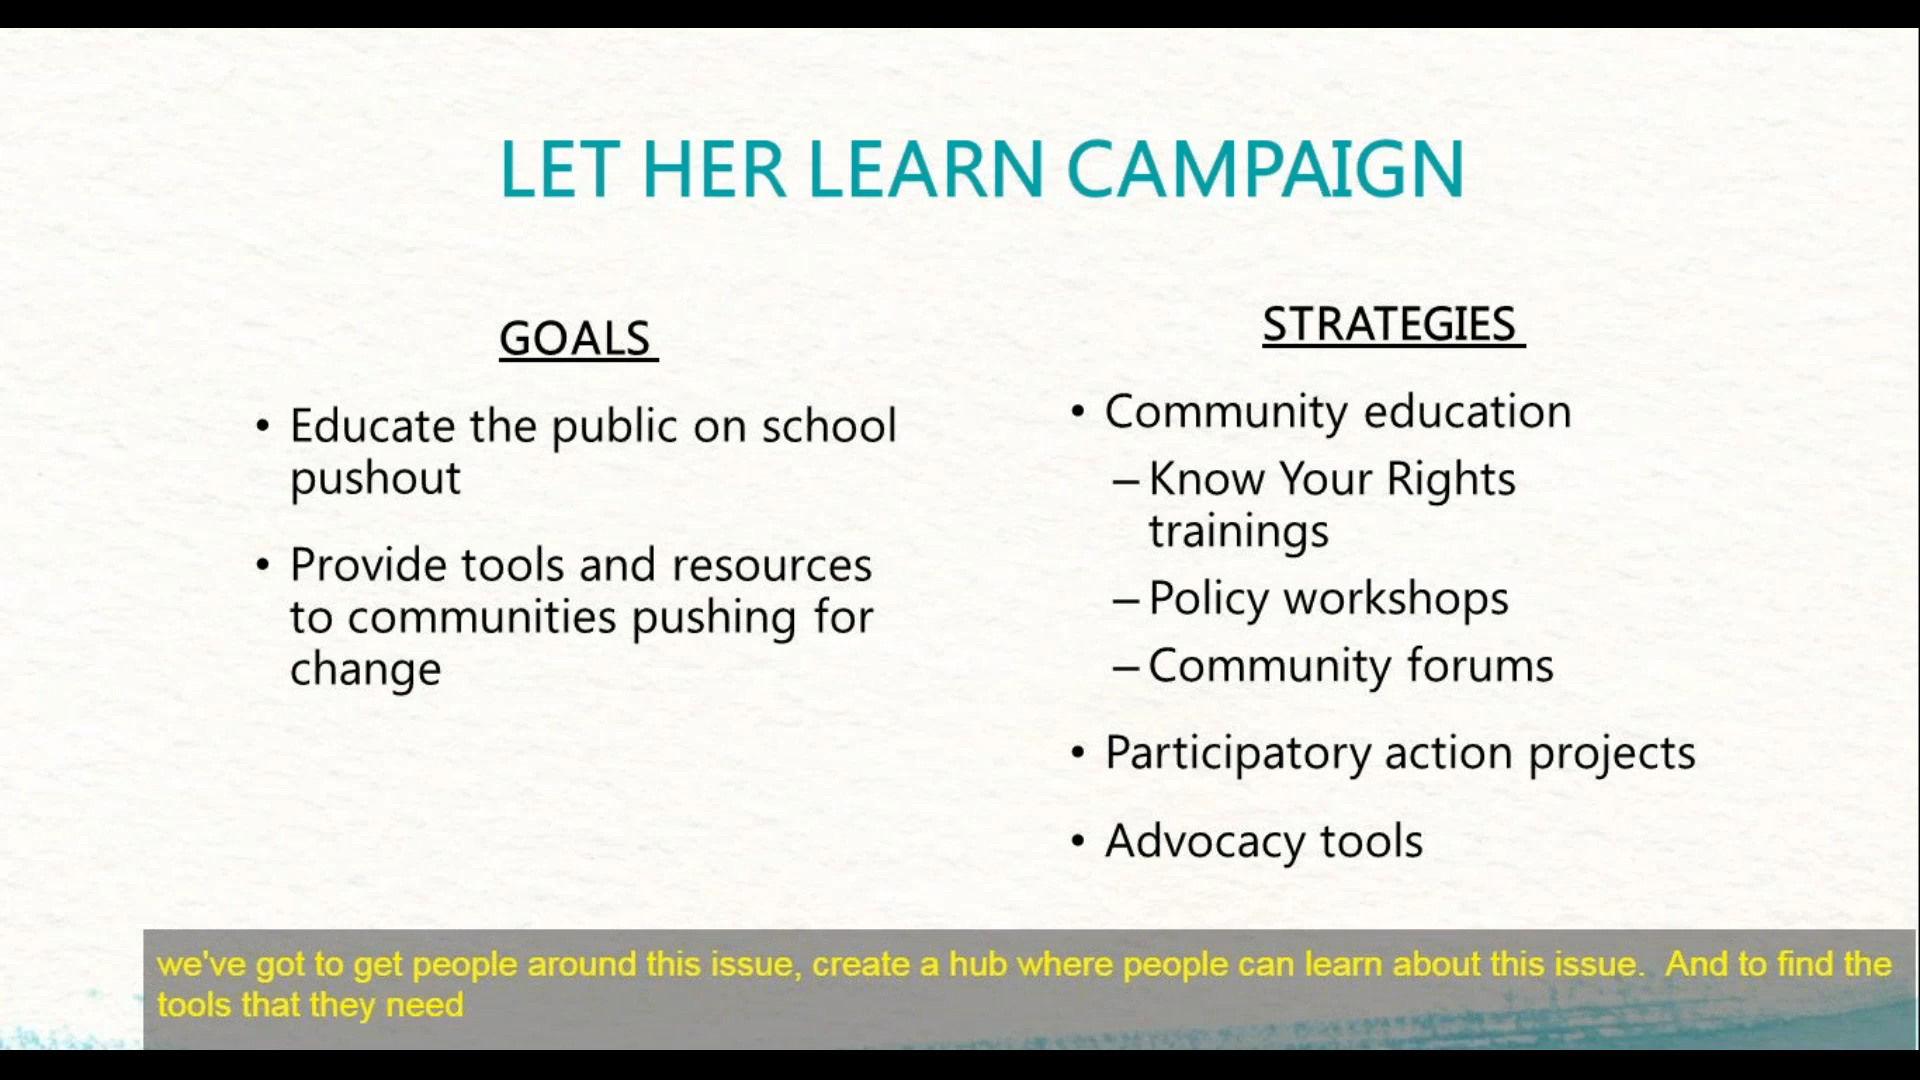 LET HER LEARN CAMPAIGN
GOALS
• Educate the public on school
pushout
• Provide tools and resources
to communities pushing for
change
STRATEGIES
• Community education
– Know Your Rights
trainings
– Policy workshops
– Community forums
• Participatory action projects
• Advocacy tools
we've got to get people around this issue, create a hub where people can learn about this issue.  And to find the
tools that they need